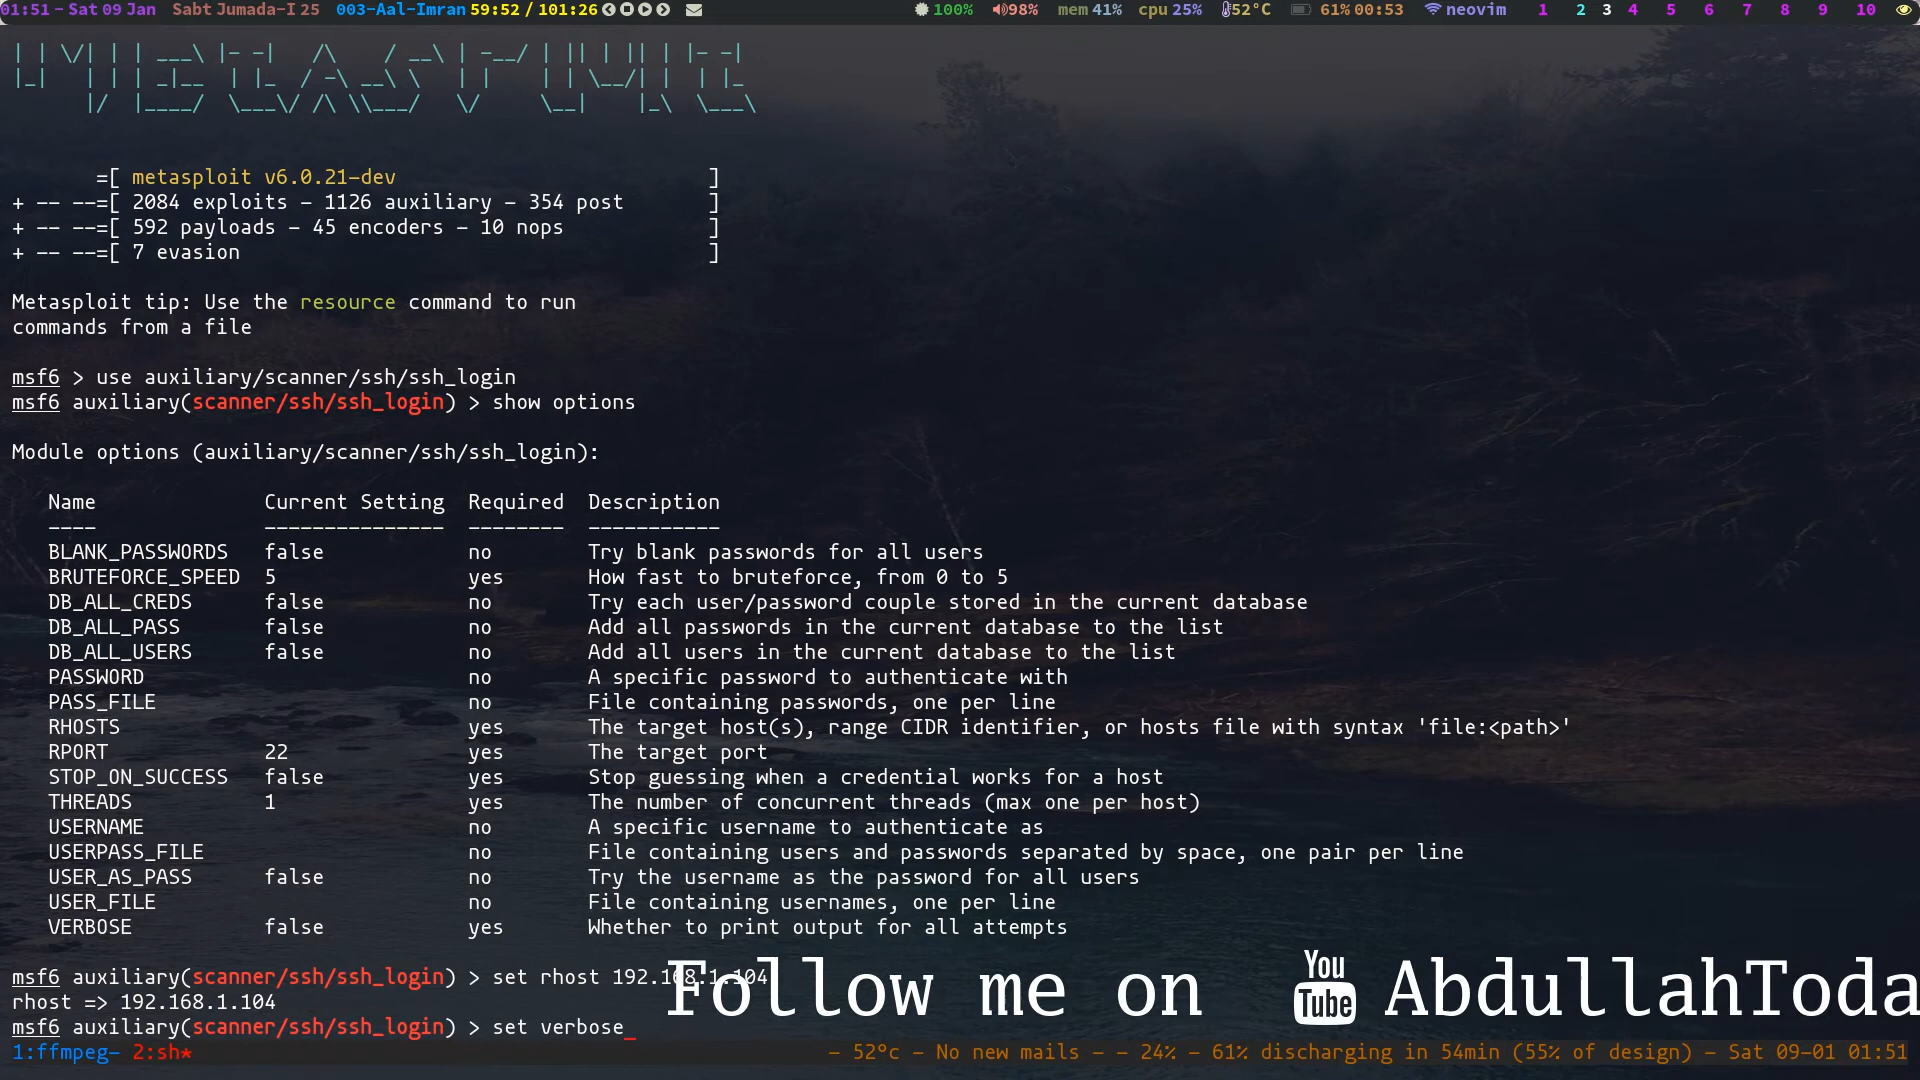 01:51 - Sat 09 Jan Sabt Jumada-I 25 003-Aal-Imran 59:52 / 101:26 100% 98% mem 41% cpu 25% 52°C 61% 00:53 neovim 1 2 3 4 5 6 7 8 9 10
=[ metasploit v6.0.21-dev ]
+ -- --=[ 2084 exploits - 1126 auxiliary - 354 post ]
+ -- --=[ 592 payloads - 45 encoders - 10 nops ]
+ -- --=[ 7 evasion ]
Metasploit tip: Use the resource command to run
commands from a file
msf6 > use auxiliary/scanner/ssh/ssh_login
msf6 auxiliary(scanner/ssh/ssh_login) > show options
Module options (auxiliary/scanner/ssh/ssh_login):
Name Current Setting Required Description
---- --------------- -------- -----------
BLANK_PASSWORDS false no Try blank passwords for all users
BRUTEFORCE_SPEED 5 yes How fast to bruteforce, from 0 to 5
DB_ALL_CREDS false no Try each user/password couple stored in the current database
DB_ALL_PASS false no Add all passwords in the current database to the list
DB_ALL_USERS false no Add all users in the current database to the list
PASSWORD no A specific password to authenticate with
PASS_FILE no File containing passwords, one per line
RHOSTS yes The target host(s), range CIDR identifier, or hosts file with syntax 'file:<path>'
RPORT 22 yes The target port
STOP_ON_SUCCESS false yes Stop guessing when a credential works for a host
THREADS 1 yes The number of concurrent threads (max one per host)
USERNAME no A specific username to authenticate as
USERPASS_FILE no File containing users and passwords separated by space, one pair per line
USER_AS_PASS false no Try the username as the password for all users
USER_FILE no File containing usernames, one per line
VERBOSE false yes Whether to print output for all attempts
msf6 auxiliary(scanner/ssh/ssh_login) > set rhost 192.168.1.104
rhost => 192.168.1.104
msf6 auxiliary(scanner/ssh/ssh_login) > set verbose_
Follow me on YouTube AbdullahToda
1:ffmpeg- 2:sh* - 52°c - No new mails - - 24% - 61% discharging in 54min (55% of design) - Sat 09-01 01:51